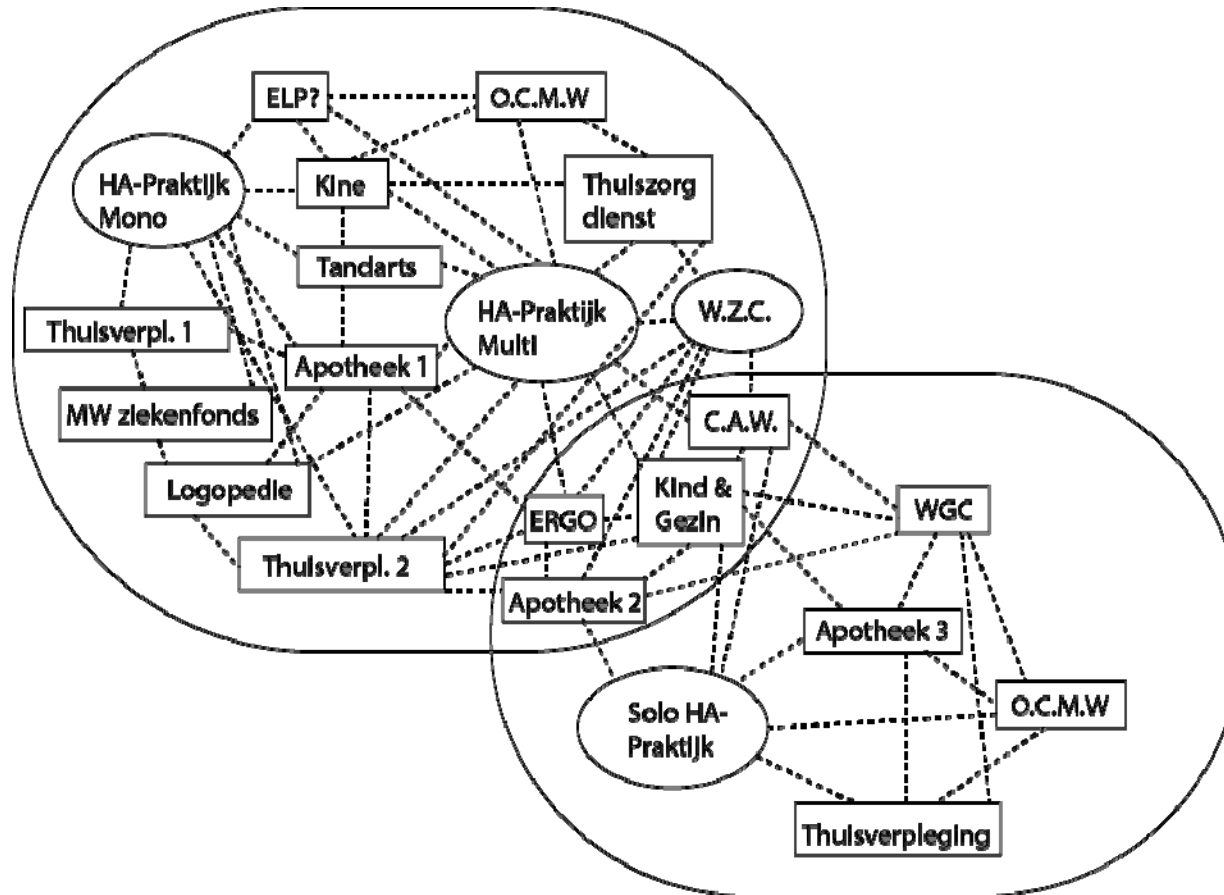 ELP?
O.C.M.W
HA-Praktijk
Mono
Kine
Thuiszorg
dienst
Tandarts
HA-Praktijk
Multi
W.Z.C.
Thuisverpl. 1
Apotheek 1
MW ziekenfonds
C.A.W.
Logopedie
Kind &
Gezin
ERGO
WGC
Thuisverpl. 2
Apotheek 2
Apotheek 3
Solo HA-
Praktijk
O.C.M.W
Thuisverpleging